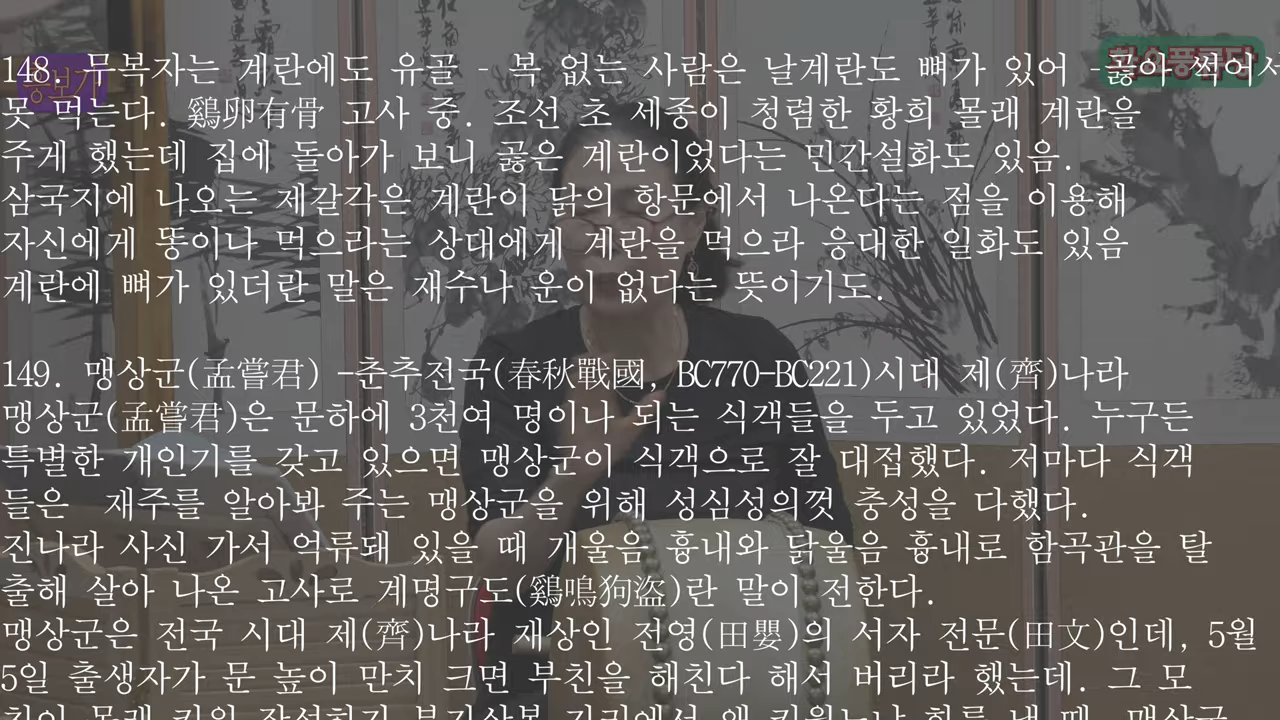 148. 무복자는 계란에도 유골 - 복 없는 사람은 날계란도 뼈가 있어 -곯아 썩어서
못 먹는다. 鷄卵有骨 고사 중. 조선 초 세종이 청렴한 황희 몰래 계란을
주게 했는데 집에 돌아가 보니 곯은 계란이었다는 민간설화도 있음.
삼국지에 나오는 제갈각은 계란이 닭의 항문에서 나온다는 점을 이용해
자신에게 똥이나 먹으라는 상대에게 계란을 먹으라 응대한 일화도 있음
계란에 뼈가 있더란 말은 재수나 운이 없다는 뜻이기도.
149. 맹상군(孟嘗君) -춘추전국(春秋戰國, BC770-BC221)시대 제(齊)나라
맹상군(孟嘗君)은 문하에 3천여 명이나 되는 식객들을 두고 있었다. 누구든
특별한 개인기를 갖고 있으면 맹상군이 식객으로 잘 대접했다. 저마다 식객
들은 재주를 알아봐 주는 맹상군을 위해 성심성의껏 충성을 다했다.
진나라 사신 가서 억류돼 있을 때 개울음 흉내와 닭울음 흉내로 함곡관을 탈
출해 살아 나온 고사로 계명구도(鷄鳴狗盜)란 말이 전한다.
맹상군은 전국 시대 제(齊)나라 재상인 전영(田嬰)의 서자 전문(田文)인데, 5월
5일 출생자가 문 높이 만치 크면 부친을 해친다 해서 버리라 했는데. 그 모